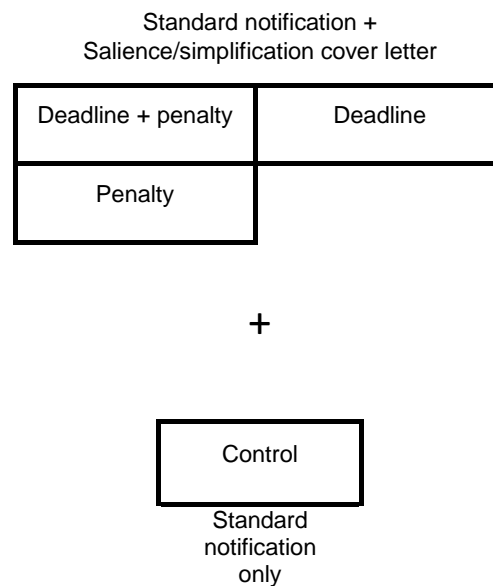 Standard notification +
Salience/simplification cover letter
Deadline + penalty
Deadline
Penalty
+
Control
Standard
notification
only